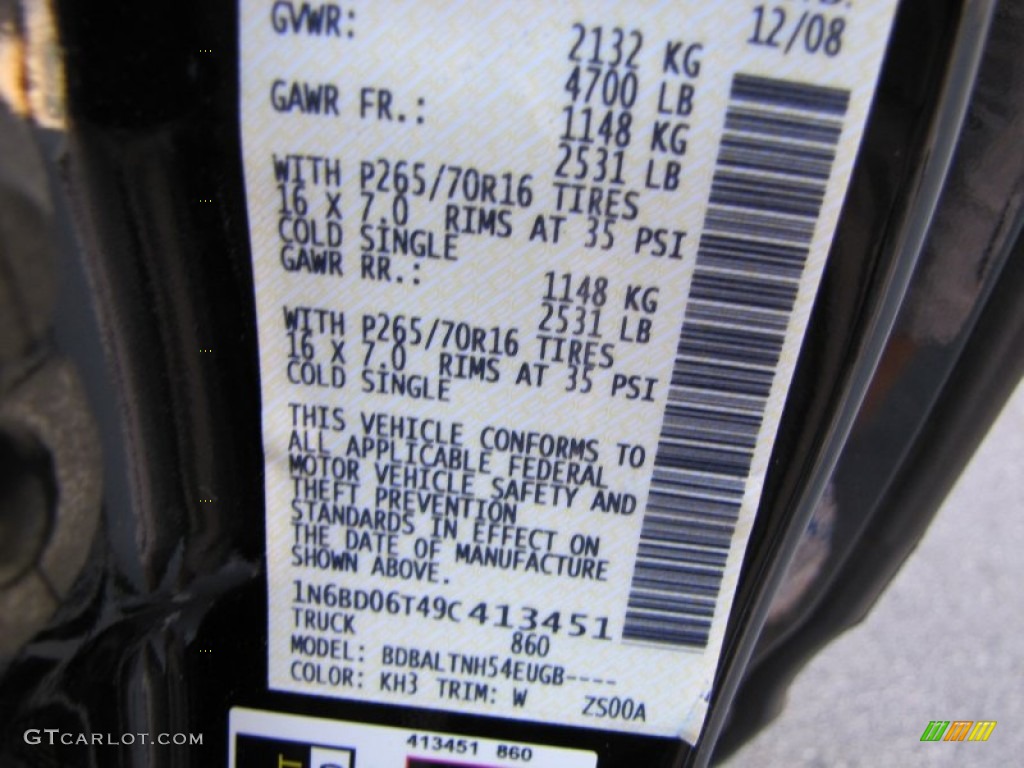 12/08
GVWR:
2132 KG
4700 LB
GAWR FR.:
1148 KG
2531 LB
WITH P265/70R16 TIRES
16 X 7.0 RIMS AT 35 PSI
COLD SINGLE
GAWR RR.:
1148 KG
2531 LB
WITH P265/70R16 TIRES
16 X 7.0 RIMS AT 35 PSI
COLD SINGLE
THIS VEHICLE CONFORMS TO
ALL APPLICABLE FEDERAL
MOTOR VEHICLE SAFETY AND
THEFT PREVENTION
STANDARDS IN EFFECT ON
THE DATE OF MANUFACTURE
SHOWN ABOVE.
1N6BD06T49C413451
TRUCK 860
MODEL: BDBALTNH54EUGB----
COLOR: KH3 TRIM: W ZS00A
413451 860
GTCARLOT.COM